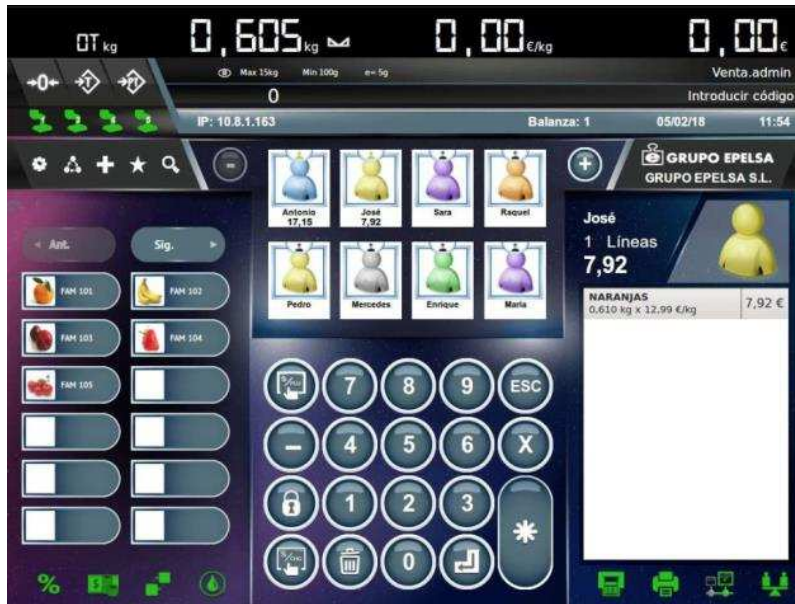 0T kg 0,605 kg 0,00 €/kg 0,00 €
→0← T PT
Max 15kg Min 100g e= 5g
Venta.admin
0
Introducir código
IP: 10.8.1.163 Balanza: 1 05/02/18 11:54
GRUPO EPELSA
GRUPO EPELSA S.L.
Antonio
17,15
José
7,92
Sara
Raquel
Pedro
Mercedes
Enrique
Maria
Ant. Sig.
FAM 101 FAM 102
FAM 103 FAM 104
FAM 105
José
1 Líneas
7,92
NARANJAS
0,610 kg x 12,99 €/kg 7,92 €
7 8 9 ESC
- 4 5 6 X
1 2 3
0 *
%